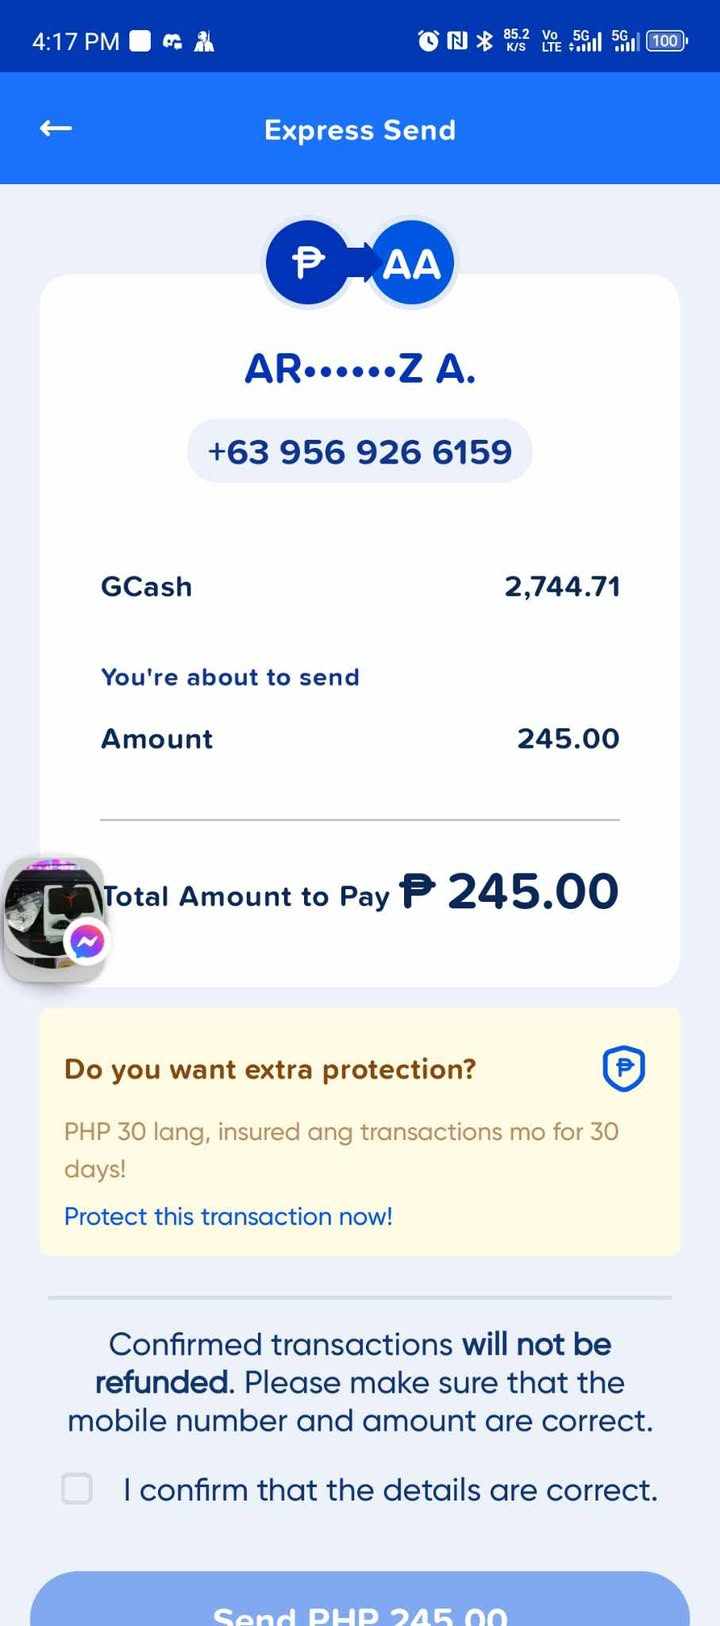 4:17 PM 85.2 K/S Vo LTE 5G 5G 100
Express Send
₱ AA
AR••••••Z A.
+63 956 926 6159
GCash 2,744.71
You're about to send
Amount 245.00
Total Amount to Pay ₱ 245.00
Do you want extra protection?
PHP 30 lang, insured ang transactions mo for 30
days!
Protect this transaction now!
Confirmed transactions will not be
refunded. Please make sure that the
mobile number and amount are correct.
I confirm that the details are correct.
Send PHP 245.00